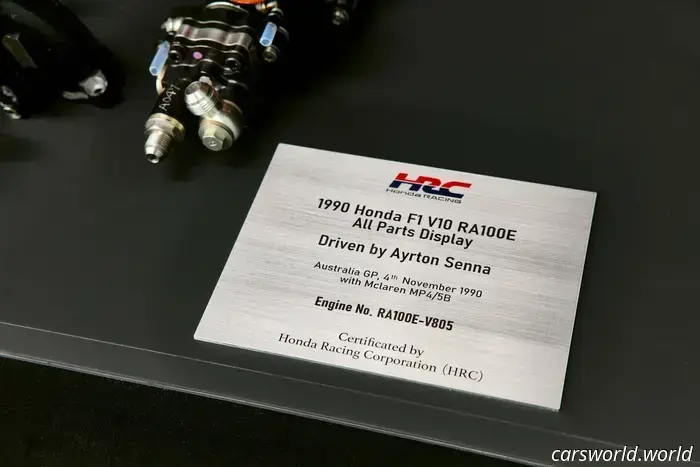 A047
HRC
Honda RACING
1990 Honda F1 V10 RA100E
All Parts Display
Driven by Ayrton Senna
Australia GP, 4th November 1990
with Mclaren MP4/5B
Engine No. RA100E-V805
Certificated by
Honda Racing Corporation (HRC)
carsworld.world